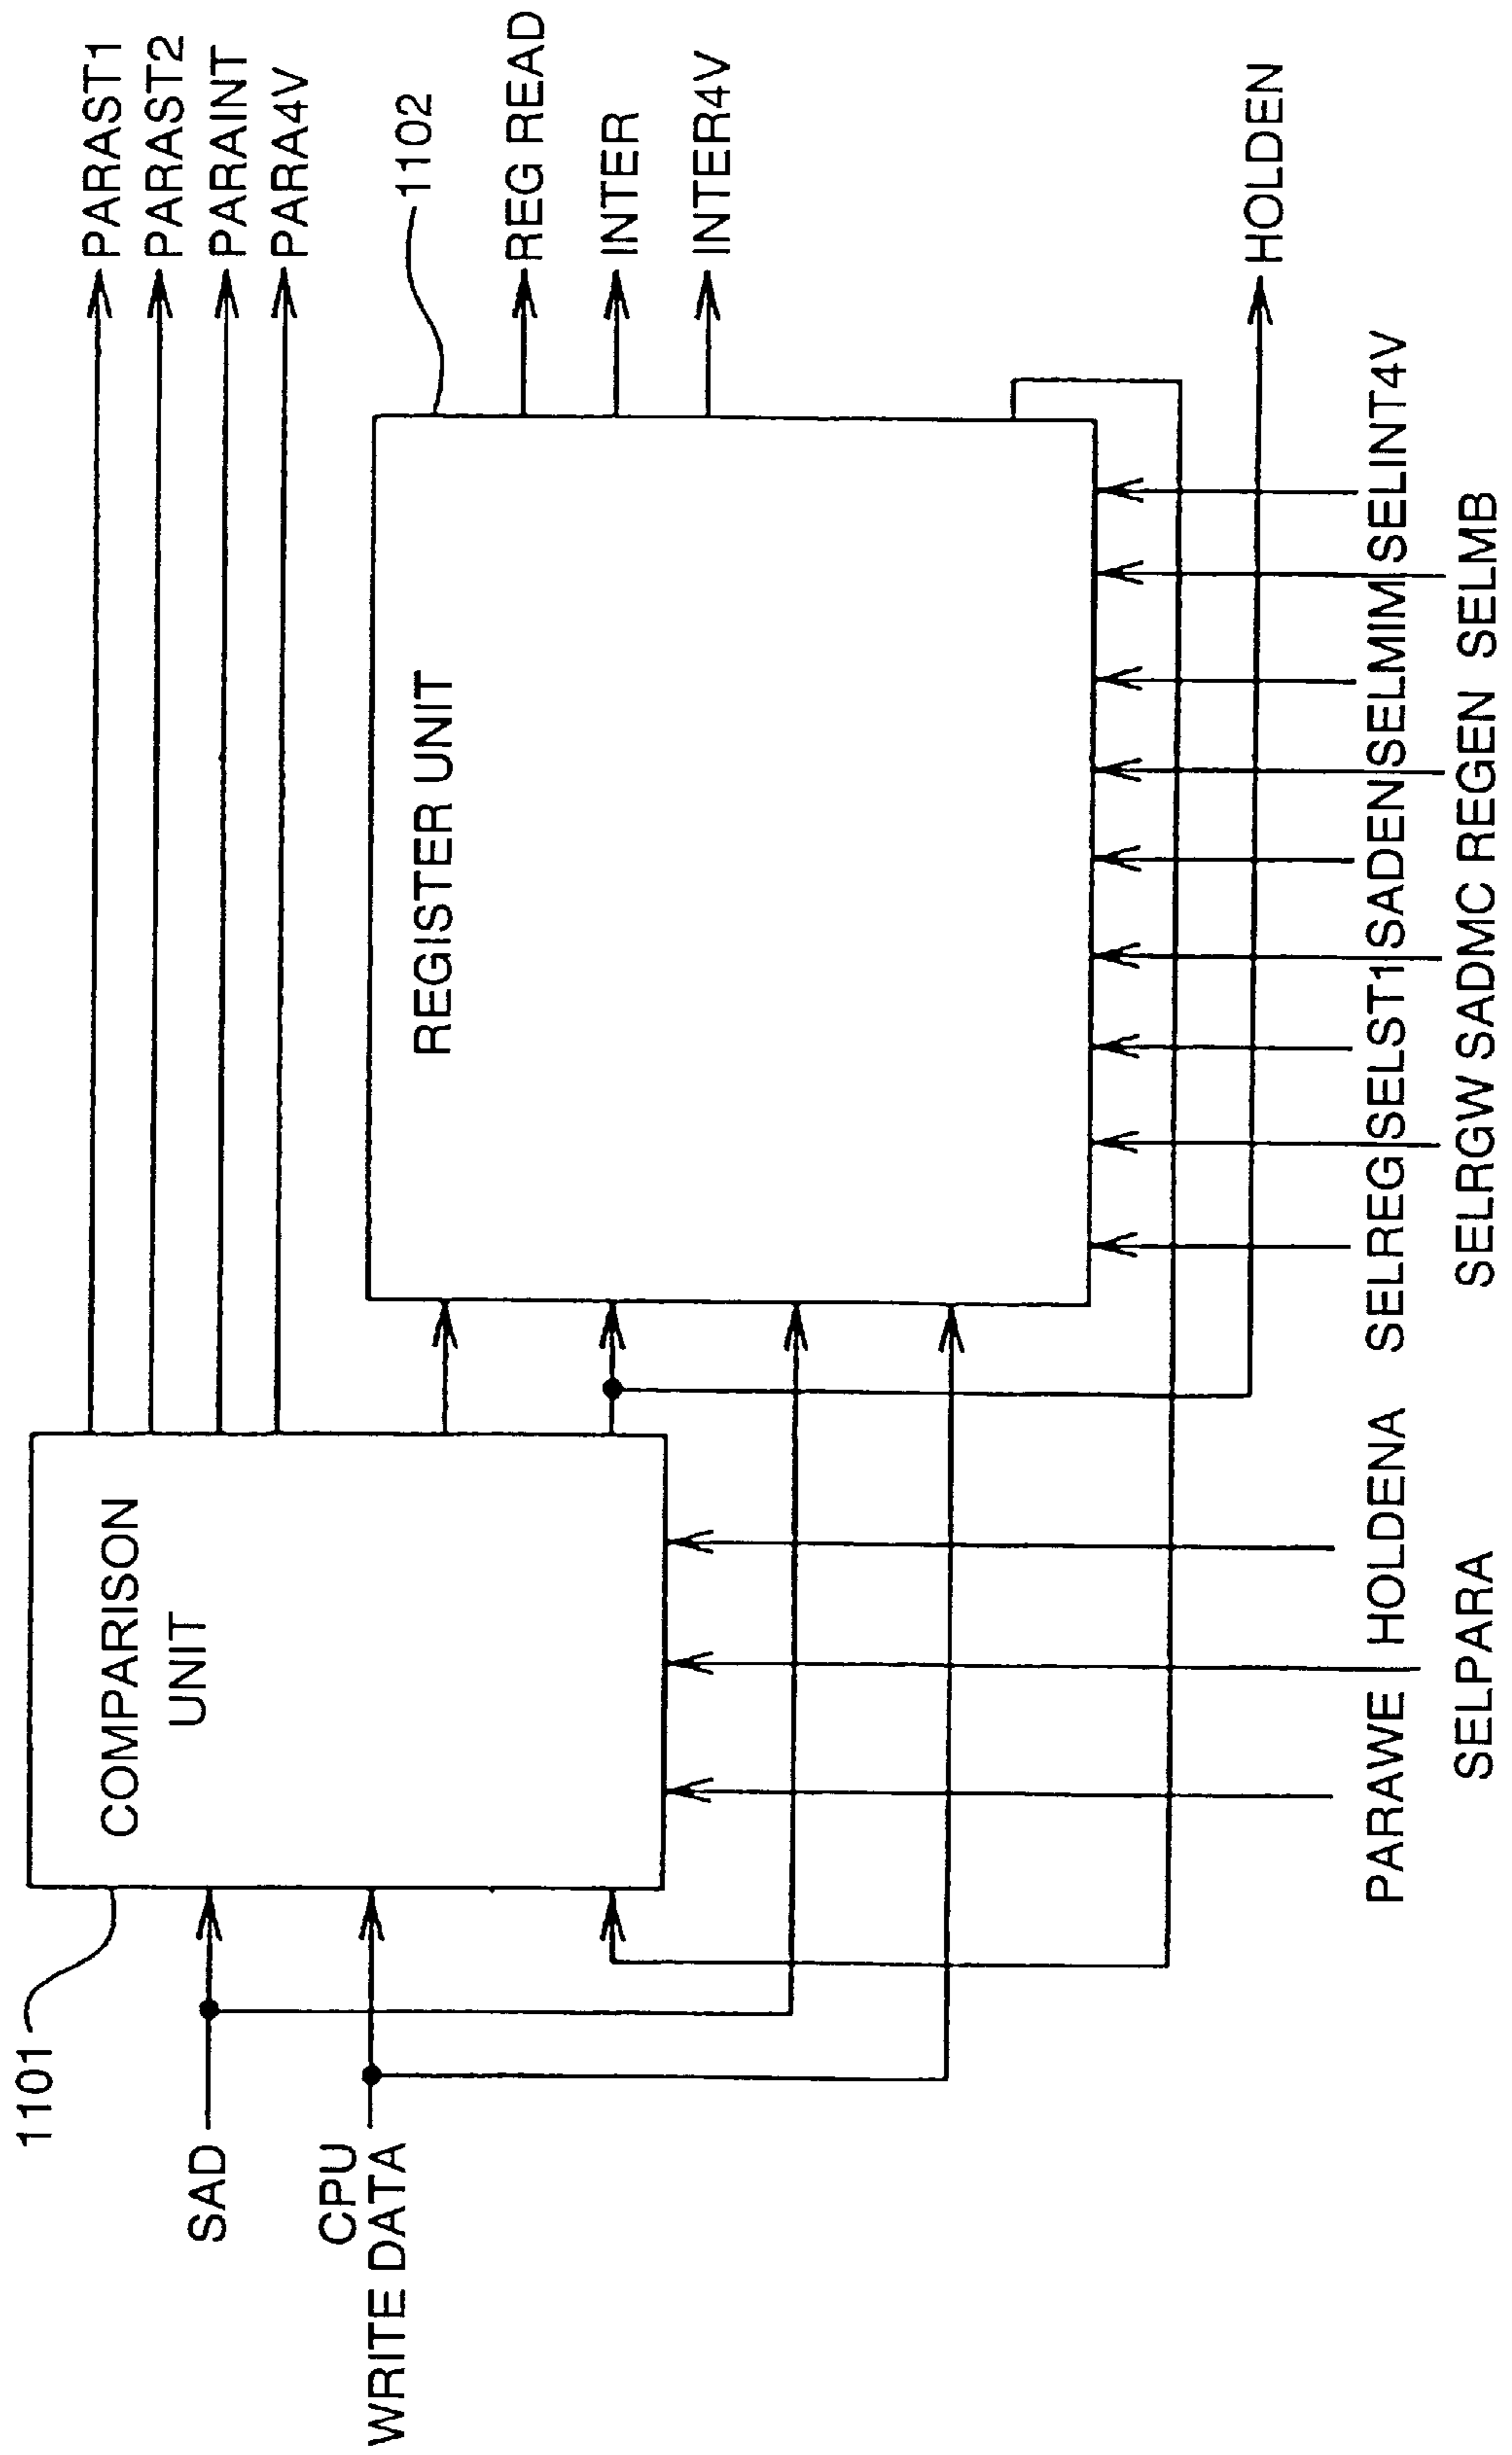 1101
SAD
CPU
WRITE DATA
COMPARISON
UNIT
PARAST1
PARAST2
PARAINT
PARA4V
1102
REGISTER UNIT
REG READ
INTER
INTER4V
HOLDEN
PARAWE HOLDENA SELREG SELST1 SADEN SELMIM SELINT4V
SELPARA SELRGW SADMC REGEN SELMB